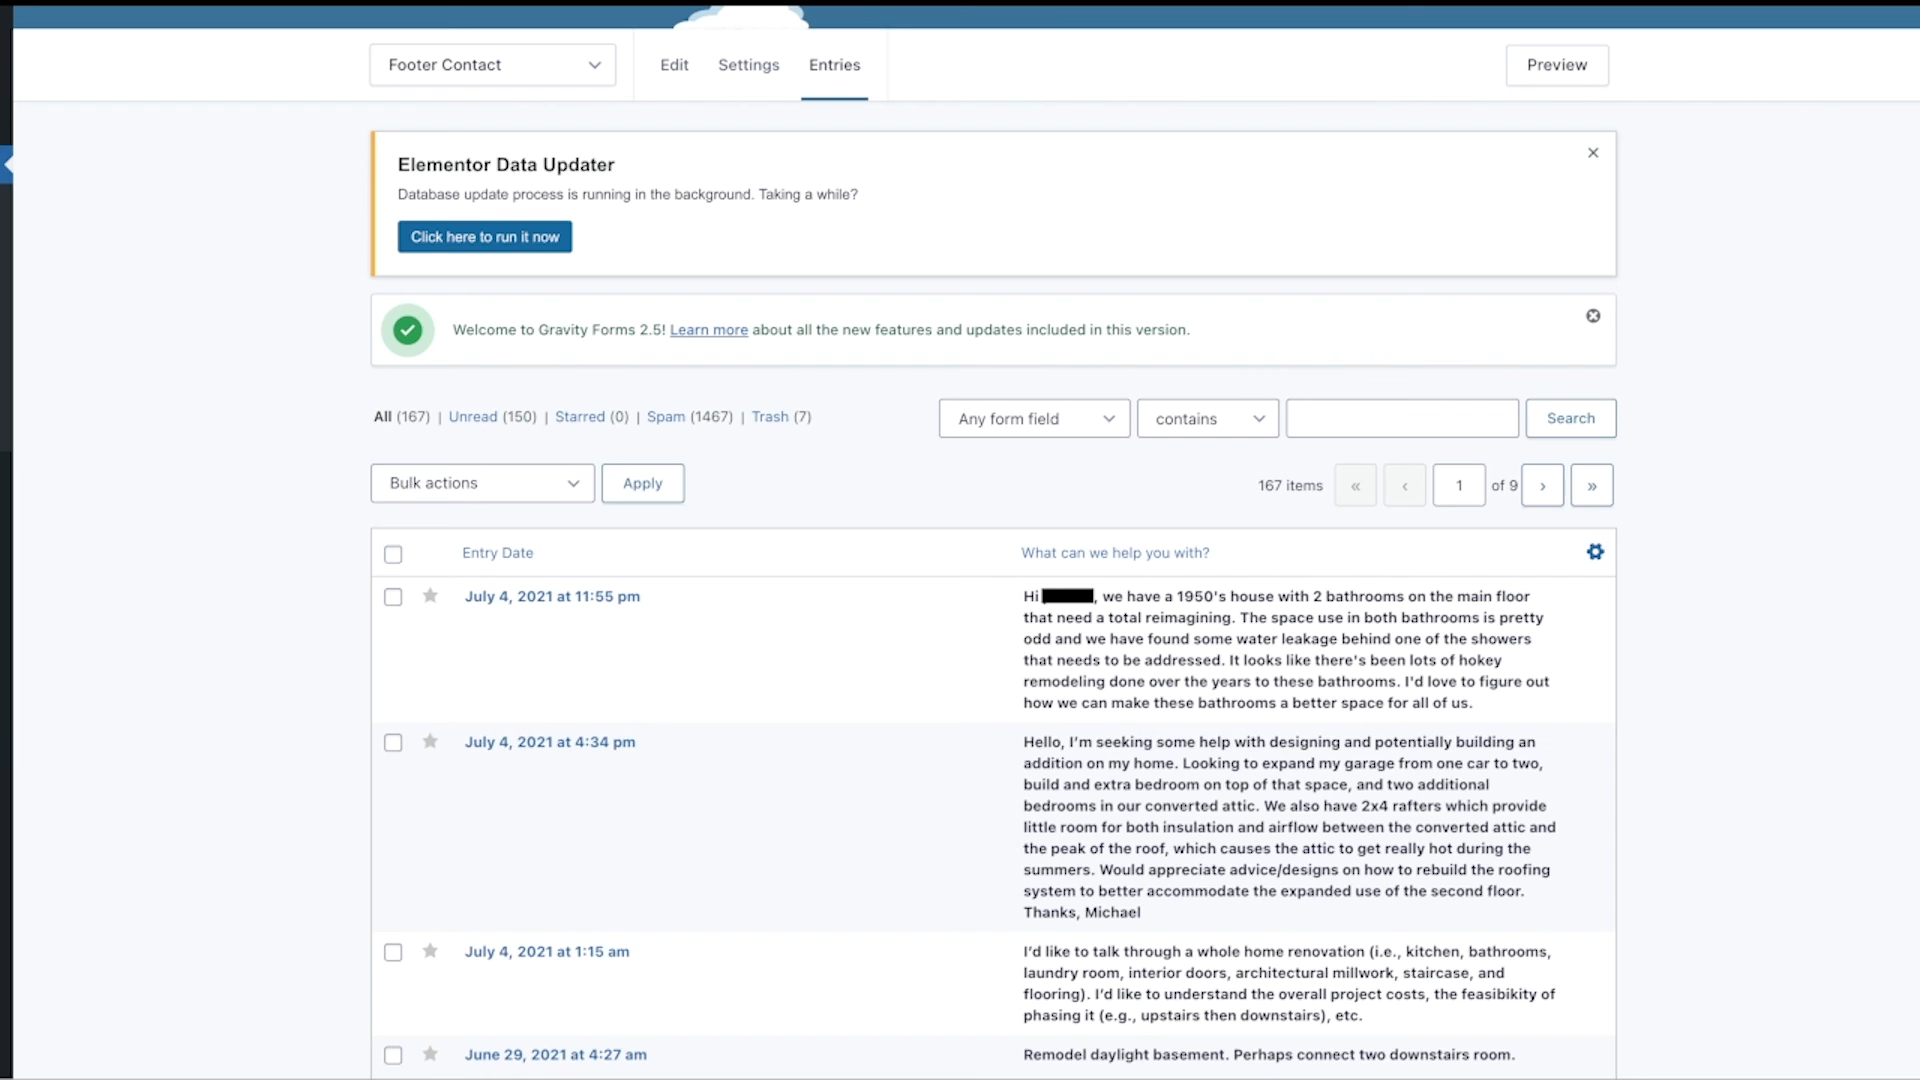 Footer Contact
Edit Settings Entries
Preview
Elementor Data Updater
Database update process is running in the background. Taking a while?
Click here to run it now
Welcome to Gravity Forms 2.5! Learn more about all the new features and updates included in this version.
All (167) | Unread (150) | Starred (0) | Spam (1467) | Trash (7)
Any form field contains Search
Bulk actions Apply
167 items « ‹ 1 of 9 › »
Entry Date What can we help you with?
July 4, 2021 at 11:55 pm
Hi , we have a 1950's house with 2 bathrooms on the main floor
that need a total reimagining. The space use in both bathrooms is pretty
odd and we have found some water leakage behind one of the showers
that needs to be addressed. It looks like there's been lots of hokey
remodeling done over the years to these bathrooms. I'd love to figure out
how we can make these bathrooms a better space for all of us.
July 4, 2021 at 4:34 pm
Hello, I'm seeking some help with designing and potentially building an
addition on my home. Looking to expand my garage from one car to two,
build and extra bedroom on top of that space, and two additional
bedrooms in our converted attic. We also have 2x4 rafters which provide
little room for both insulation and airflow between the converted attic and
the peak of the roof, which causes the attic to get really hot during the
summers. Would appreciate advice/designs on how to rebuild the roofing
system to better accommodate the expanded use of the second floor.
Thanks, Michael
July 4, 2021 at 1:15 am
I'd like to talk through a whole home renovation (i.e., kitchen, bathrooms,
laundry room, interior doors, architectural millwork, staircase, and
flooring). I'd like to understand the overall project costs, the feasibikity of
phasing it (e.g., upstairs then downstairs), etc.
June 29, 2021 at 4:27 am
Remodel daylight basement. Perhaps connect two downstairs room.